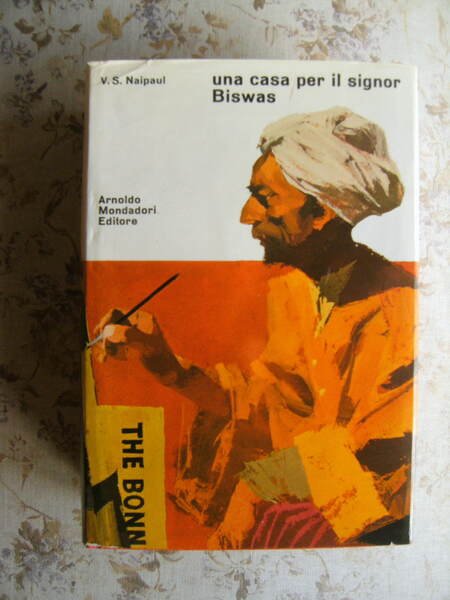 V. S. Naipaul
una casa per il signor
Biswas
Arnoldo
Mondadori
Editore
THE BONN